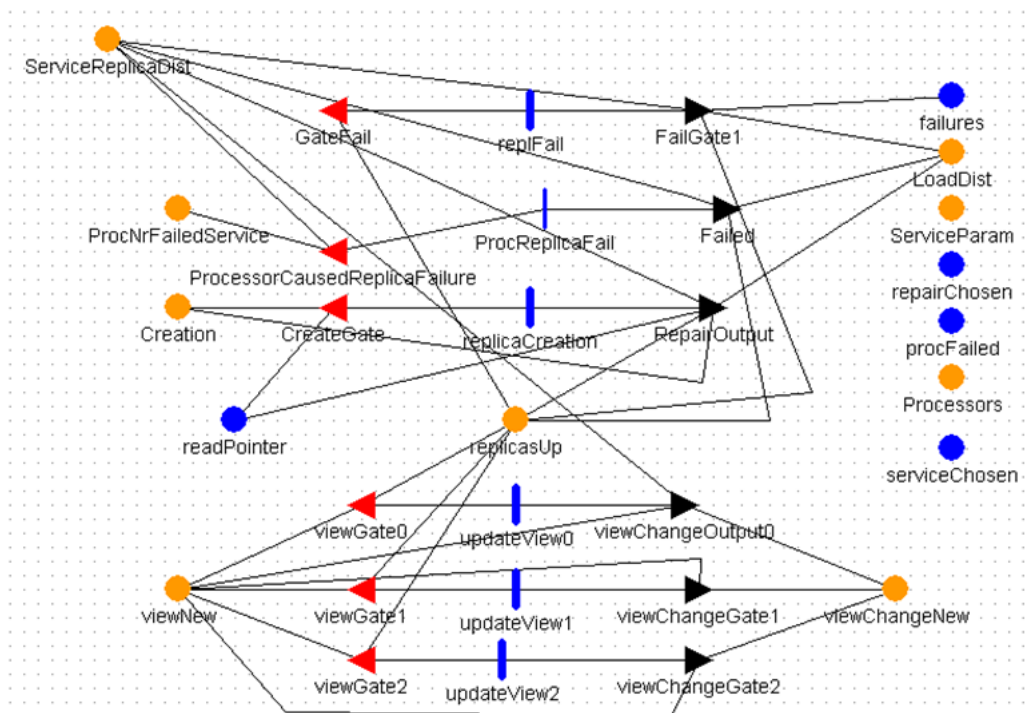 ServiceReplicaDist
GateFail
replFail
FailGate1
failures
LoadDist
ProcNrFailedService
ProcReplicaFail
Failed
ServiceParam
ProcessorCausedReplicaFailure
repairChosen
Creation
CreateGate
replicaCreation
RepairOutput
procFailed
Processors
readPointer
replicasUp
serviceChosen
viewGate0
updateView0
viewChangeOutput0
viewNew
viewGate1
updateView1
viewChangeGate1
viewChangeNew
viewGate2
updateView2
viewChangeGate2